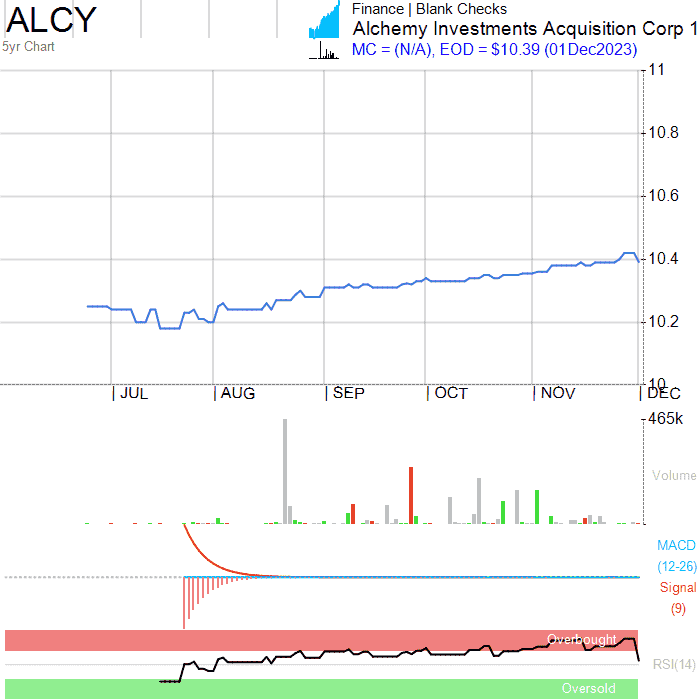 ALCY
5yr Chart
Finance | Blank Checks
Alchemy Investments Acquisition Corp 1
MC = (N/A), EOD = $10.39 (01Dec2023)
11
10.8
10.6
10.4
10.2
10
JUL AUG SEP OCT NOV DEC
465k
Volume
MACD
(12-26)
Signal
(9)
Overbought
RSI(14)
Oversold